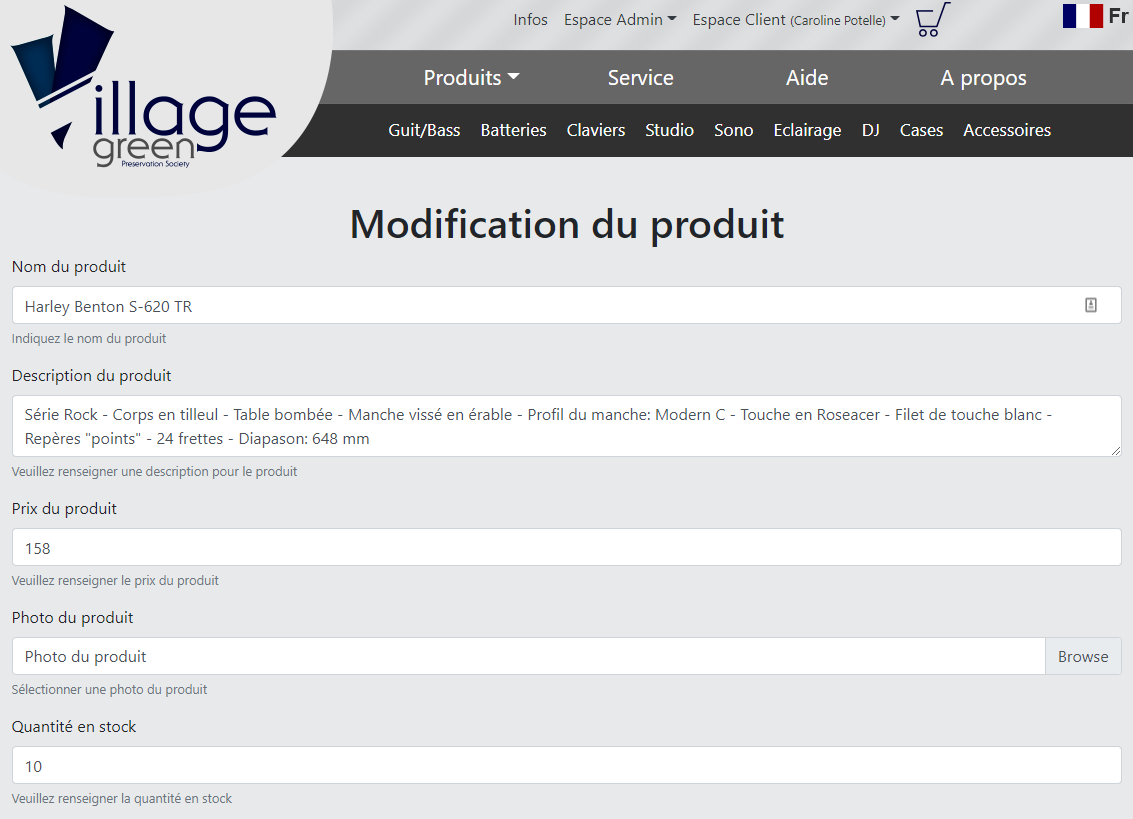 Infos Espace Admin Espace Client (Caroline Potelle) Fr
Village
green
Preservation Society
Produits Service Aide A propos
Guit/Bass Batteries Claviers Studio Sono Eclairage DJ Cases Accessoires
Modification du produit
Nom du produit
Harley Benton S-620 TR
Indiquez le nom du produit
Description du produit
Série Rock - Corps en tilleul - Table bombée - Manche vissé en érable - Profil du manche: Modern C - Touche en Roseacer - Filet de touche blanc -
Repères "points" - 24 frettes - Diapason: 648 mm
Veuillez renseigner une description pour le produit
Prix du produit
158
Veuillez renseigner le prix du produit
Photo du produit
Photo du produit Browse
Sélectionner une photo du produit
Quantité en stock
10
Veuillez renseigner la quantité en stock